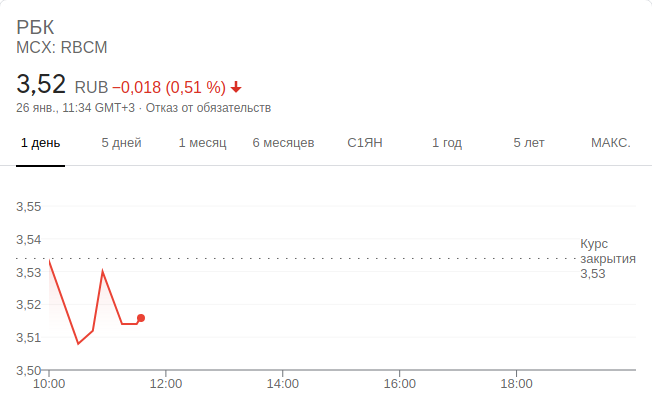 РБК
MCX: RBCM
3,52 RUB −0,018 (0,51 %)
26 янв., 11:34 GMT+3 · Отказ от обязательств
1 день 5 дней 1 месяц 6 месяцев С1ЯН 1 год 5 лет МАКС.
3,55
3,54
Курс
закрытия
3,53
3,53
3,52
3,51
3,50
10:00 12:00 14:00 16:00 18:00